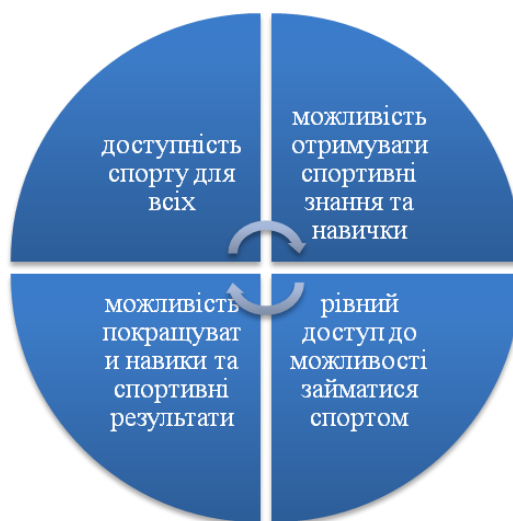 доступність
спорту для
всіх
можливість
отримувати
спортивні
знання та
навички
можливість
покращуват
и навики та
спортивні
результати
рівний
доступ до
можливості
займатися
спортом